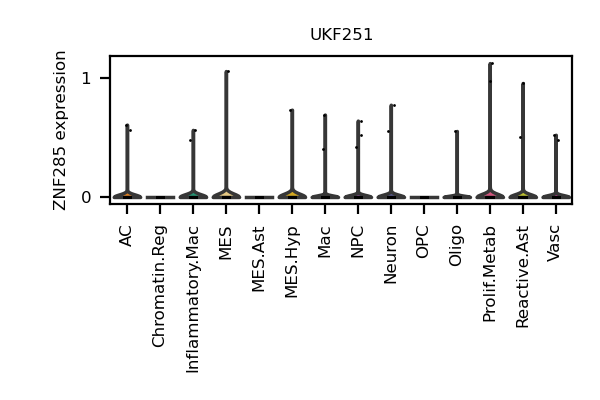 UKF251
ZNF285 expression
1
0
AC
Chromatin.Reg
Inflammatory.Mac
MES
MES.Ast
MES.Hyp
Mac
NPC
Neuron
OPC
Oligo
Prolif.Metab
Reactive.Ast
Vasc